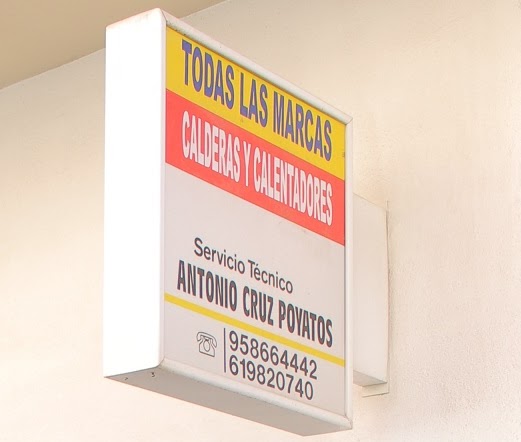 TODAS LAS MARCAS
CALDERAS Y CALENTADORES
Servicio Técnico
ANTONIO CRUZ POYATOS
958664442
619820740